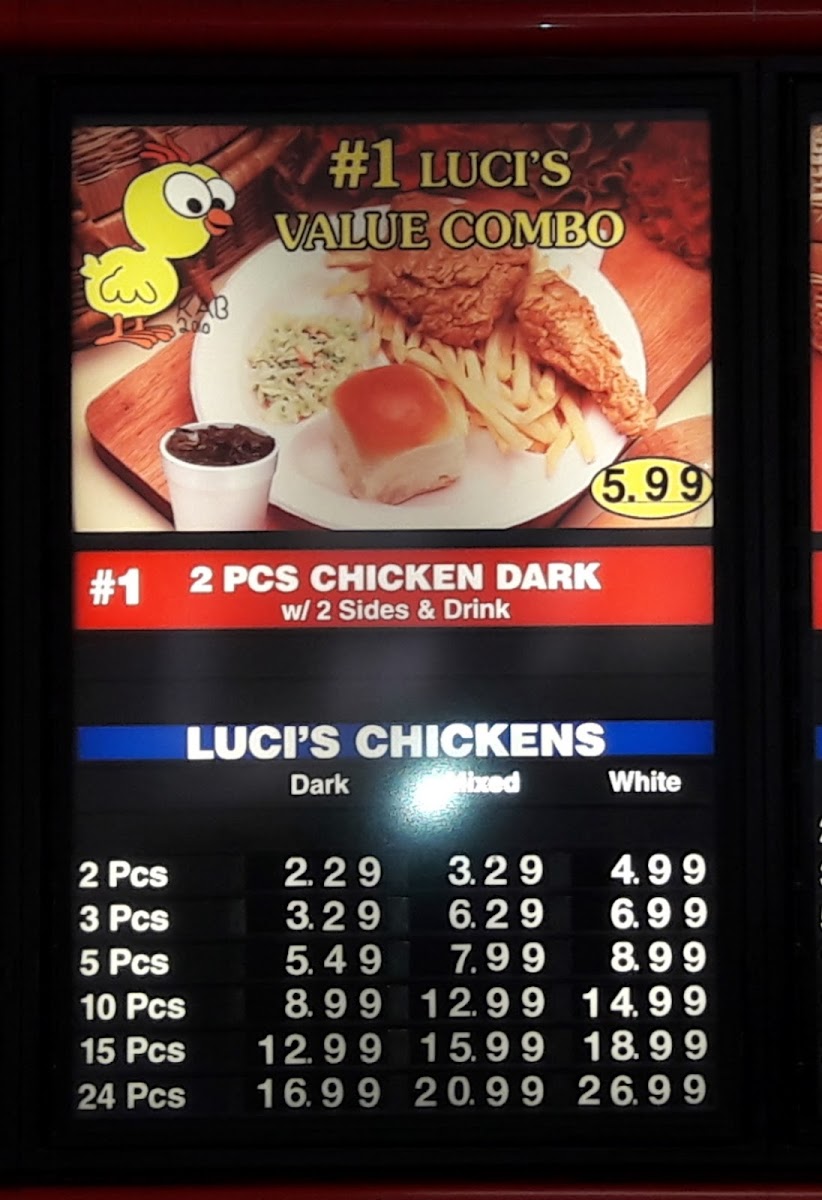 #1 LUCI'S
VALUE COMBO
KAB
200
5.99
#1 2 PCS CHICKEN DARK
w/ 2 Sides & Drink
LUCI'S CHICKENS
Dark Mixed White
2 Pcs 2.29 3.29 4.99
3 Pcs 3.29 6.29 6.99
5 Pcs 5.49 7.99 8.99
10 Pcs 8.99 12.99 14.99
15 Pcs 12.99 15.99 18.99
24 Pcs 16.99 20.99 26.99